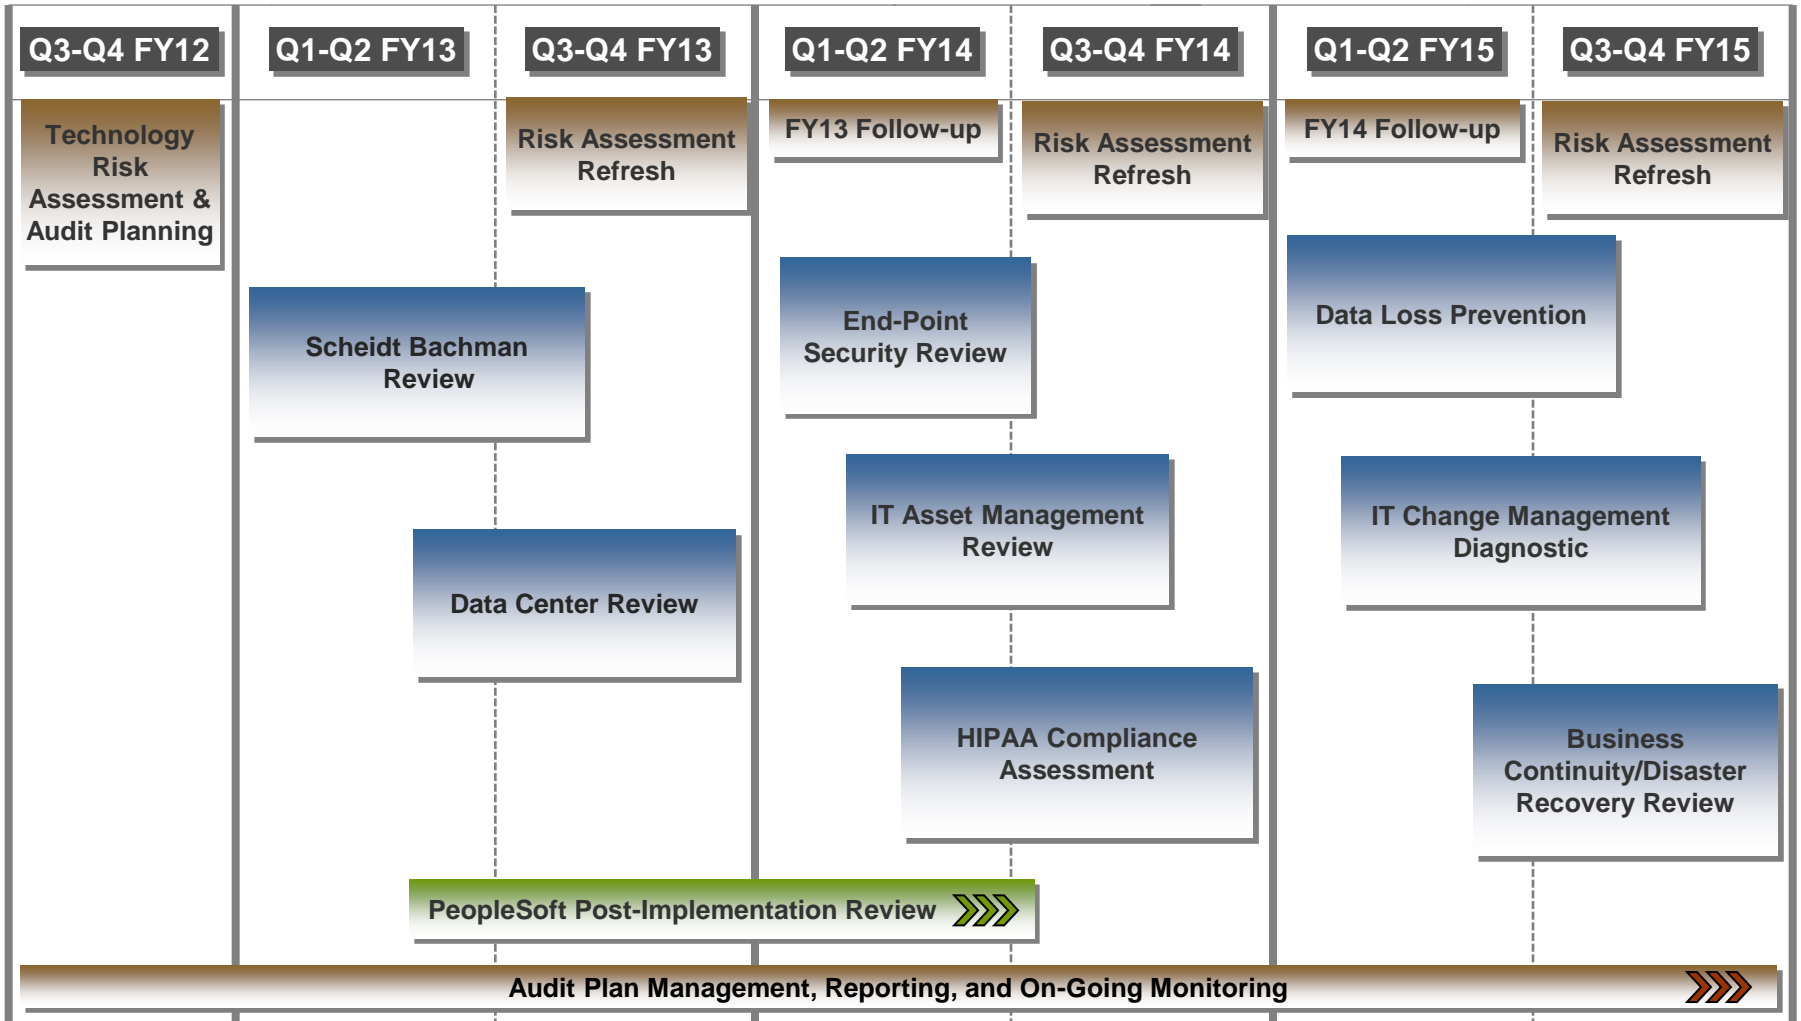 Q3-Q4 FY12
Q1-Q2 FY13
Q3-Q4 FY13
Q1-Q2 FY14
Q3-Q4 FY14
Q1-Q2 FY15
Q3-Q4 FY15
Technology
Risk
Assessment &
Audit Planning
Risk Assessment
Refresh
FY13 Follow-up
Risk Assessment
Refresh
FY14 Follow-up
Risk Assessment
Refresh
Scheidt Bachman
Review
End-Point
Security Review
Data Loss Prevention
Data Center Review
IT Asset Management
Review
IT Change Management
Diagnostic
HIPAA Compliance
Assessment
Business
Continuity/Disaster
Recovery Review
PeopleSoft Post-Implementation Review
Audit Plan Management, Reporting, and On-Going Monitoring